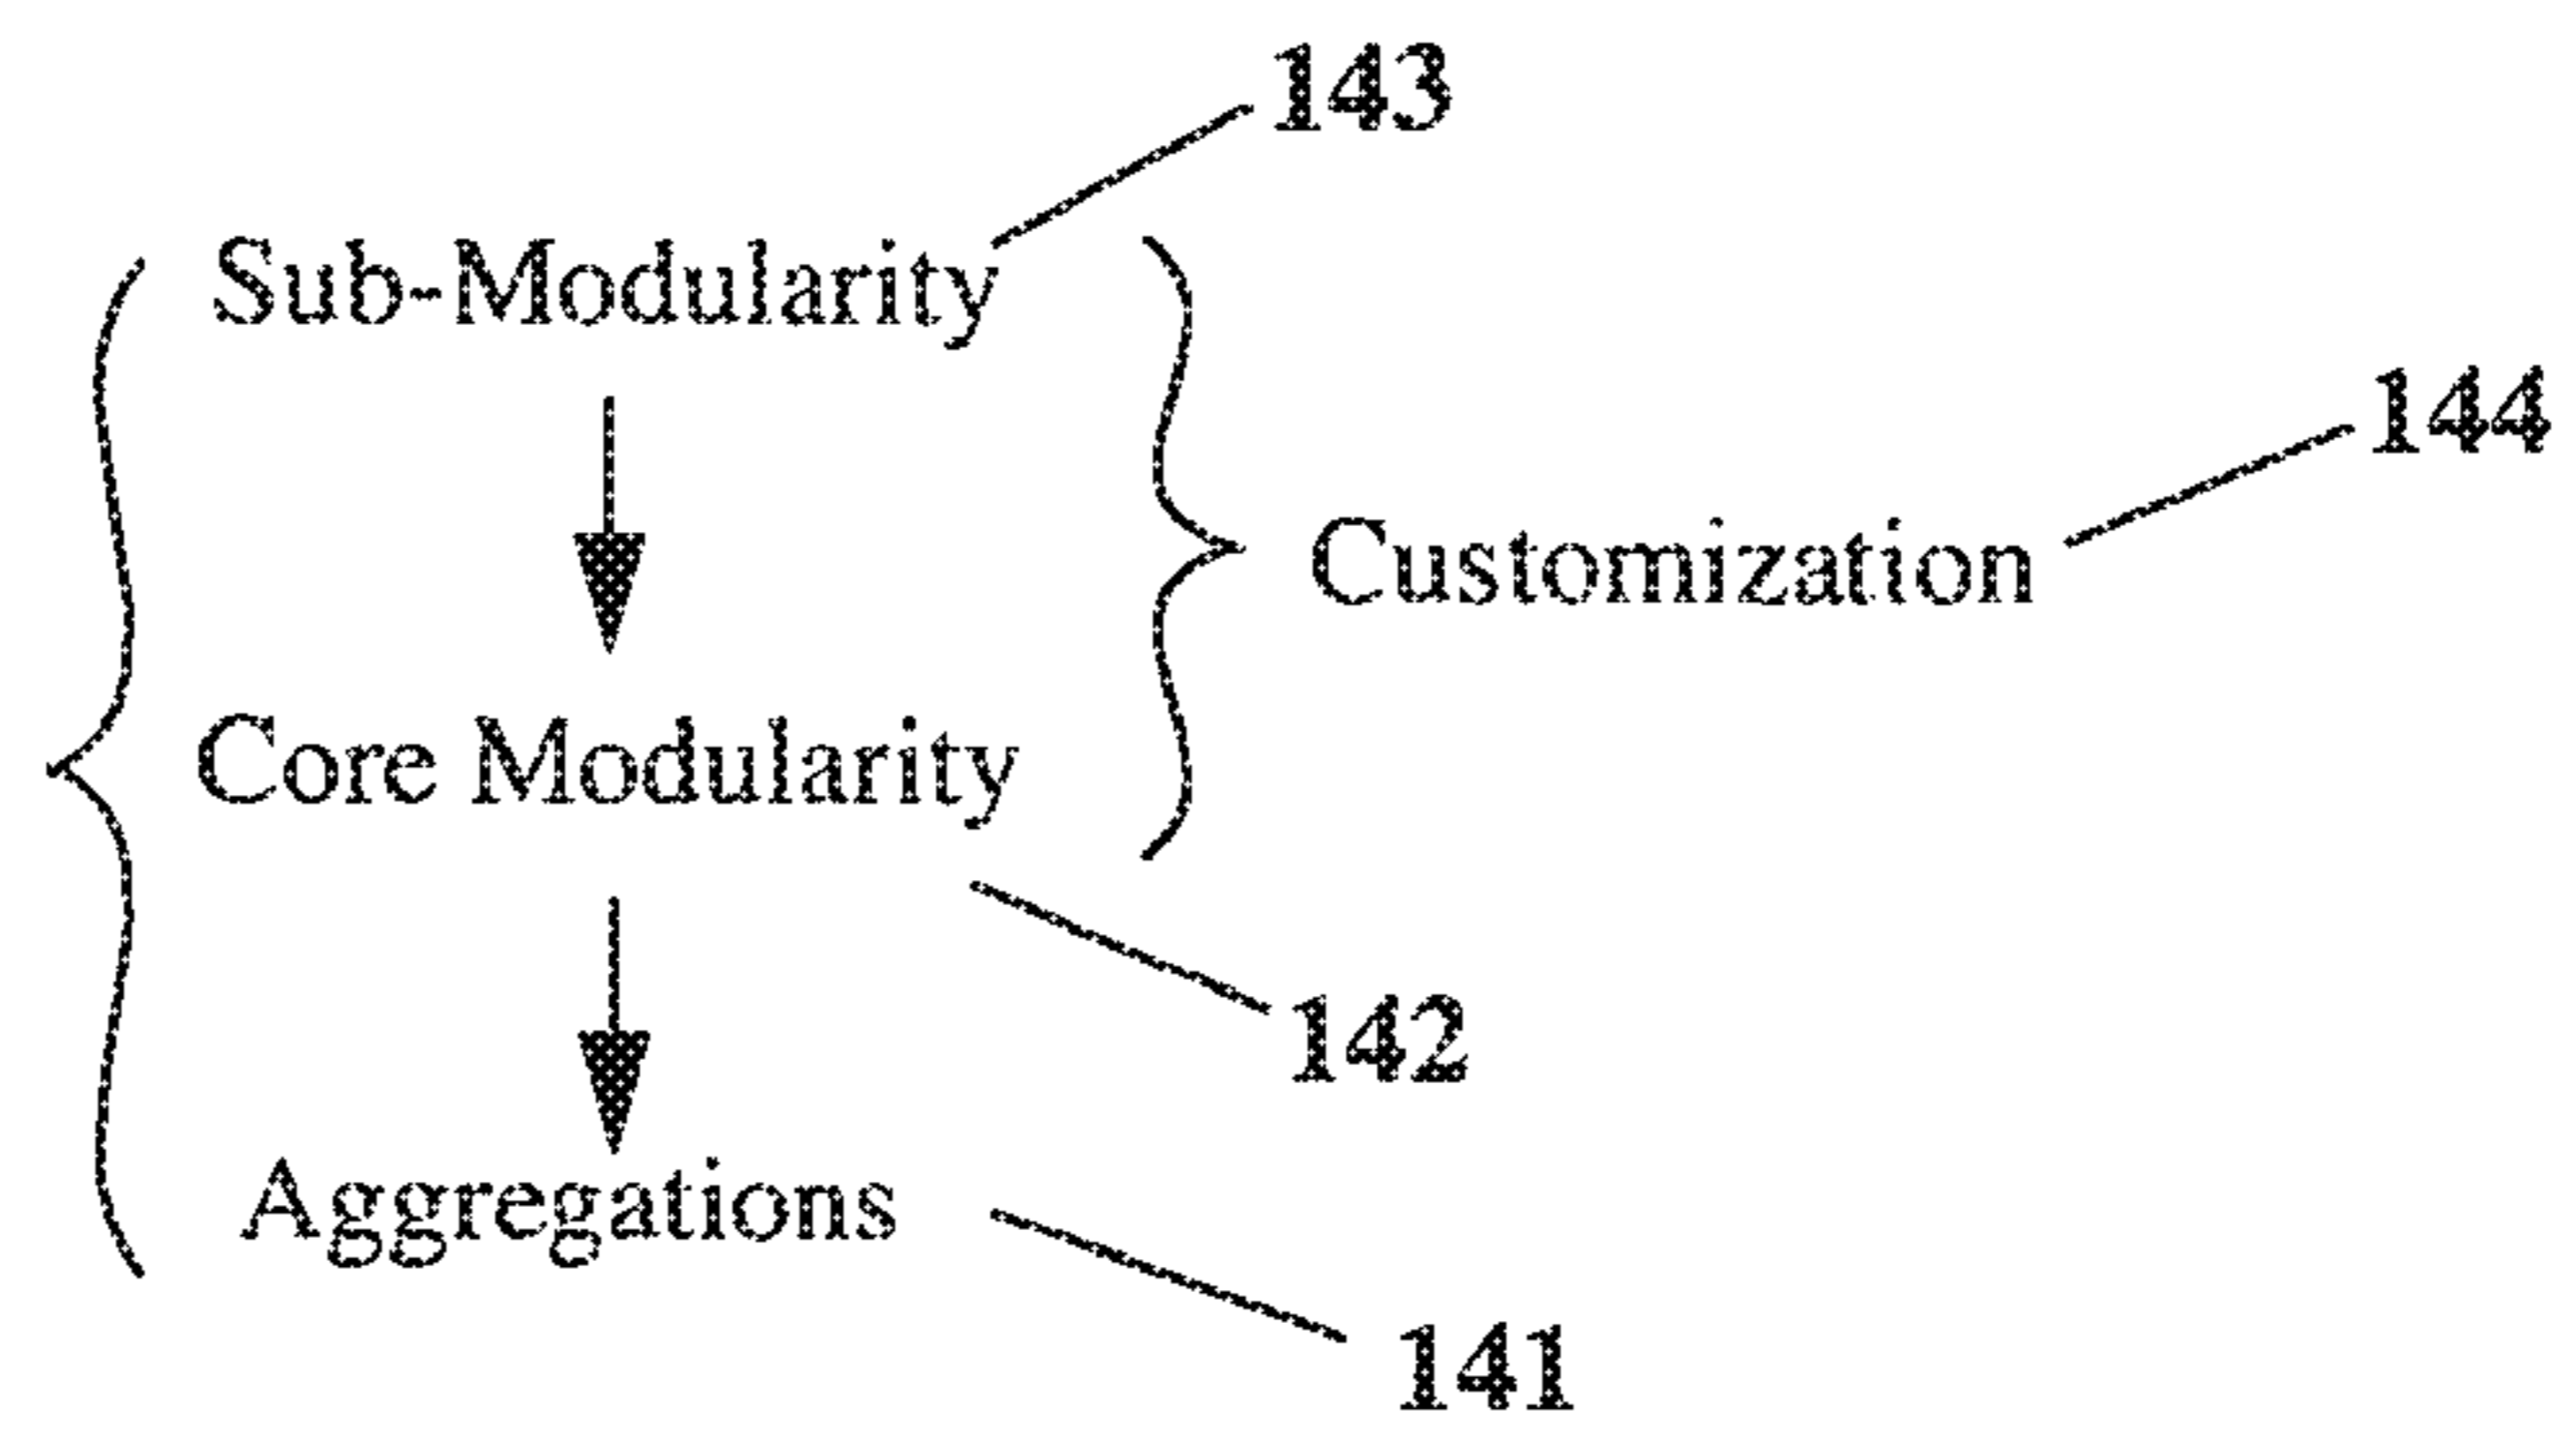 143
Sub-Modularity
144
Customization
Core Modularity
142
Aggregations
141